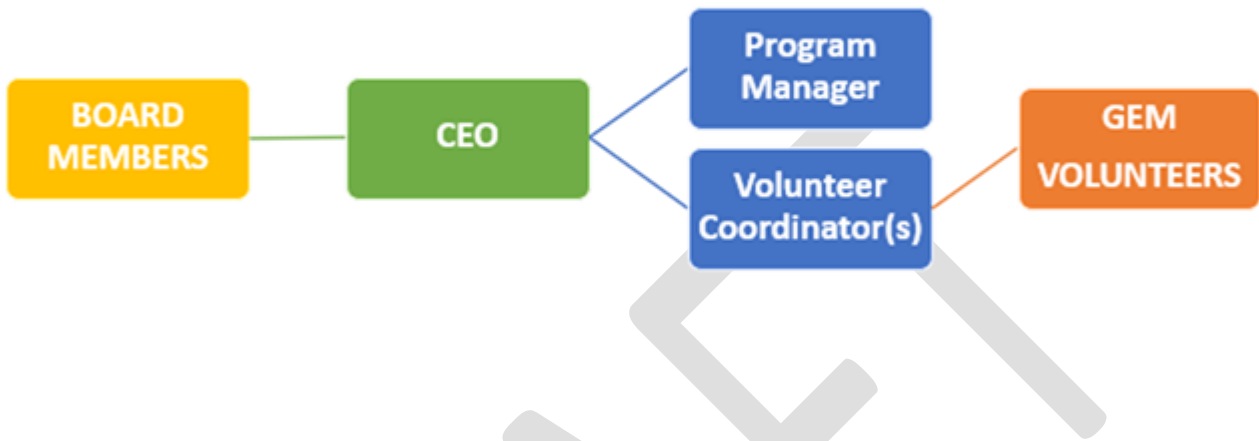 BOARD
MEMBERS
CEO
Program
Manager
Volunteer
Coordinator(s)
GEM
VOLUNTEERS